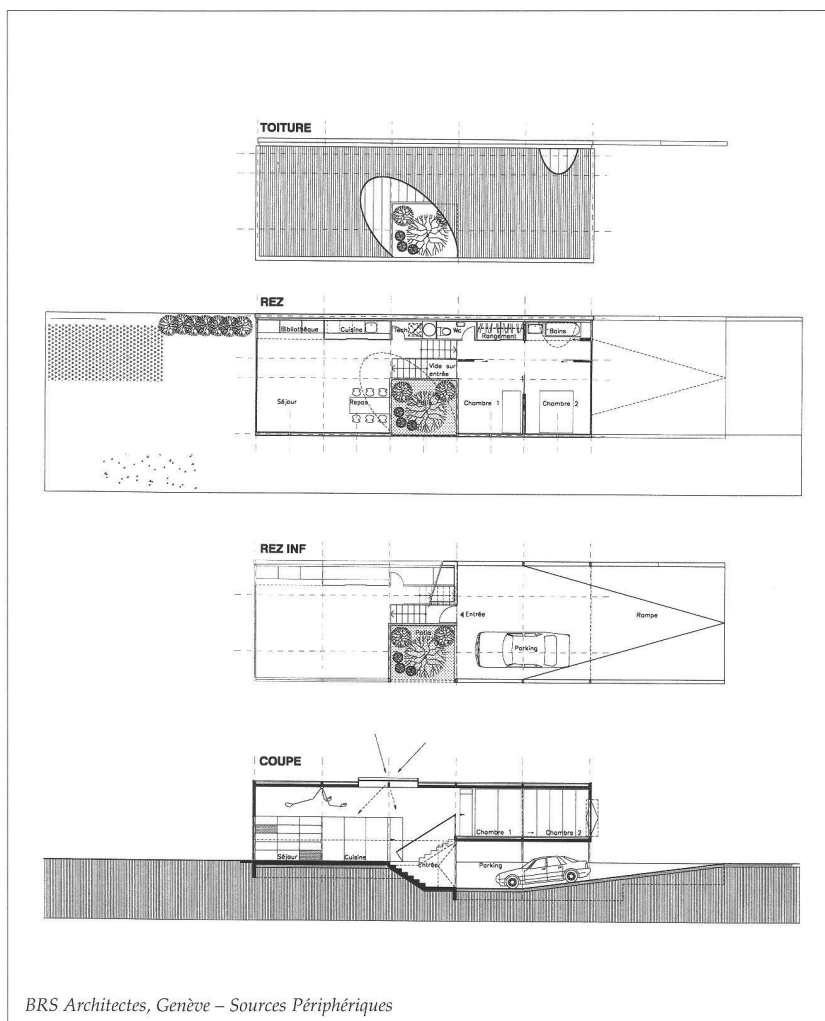 TOITURE
REZ
Bibliothèque Cuisine Tech. Wc Rangement Bains
Vide sur
entrée
Séjour Repas Patio Chambre 1 Chambre 2
REZ INF
Entrée Rampe
Patio Parking
COUPE
Chambre 1 Chambre 2
Séjour Cuisine Entrée Parking
BRS Architectes, Genève – Sources Périphériques